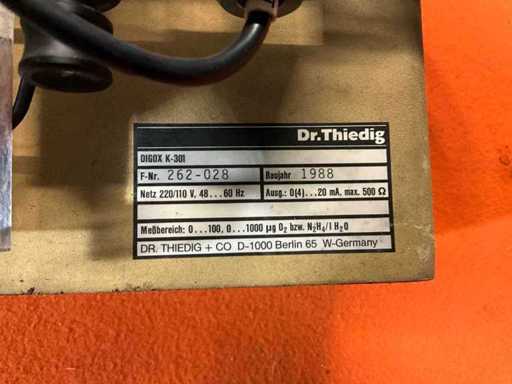 Dr.Thiedig
DIGOX K-301
F-Nr. 262-028 Baujahr 1988
Netz 220/110 V, 48...60 Hz Ausg.: 0(4)...20 mA, max. 500 Ω
Meßbereich: 0...100, 0...1000 µg O₂ bzw. N₂H₄/l H₂O
DR. THIEDIG + CO D-1000 Berlin 65 W-Germany